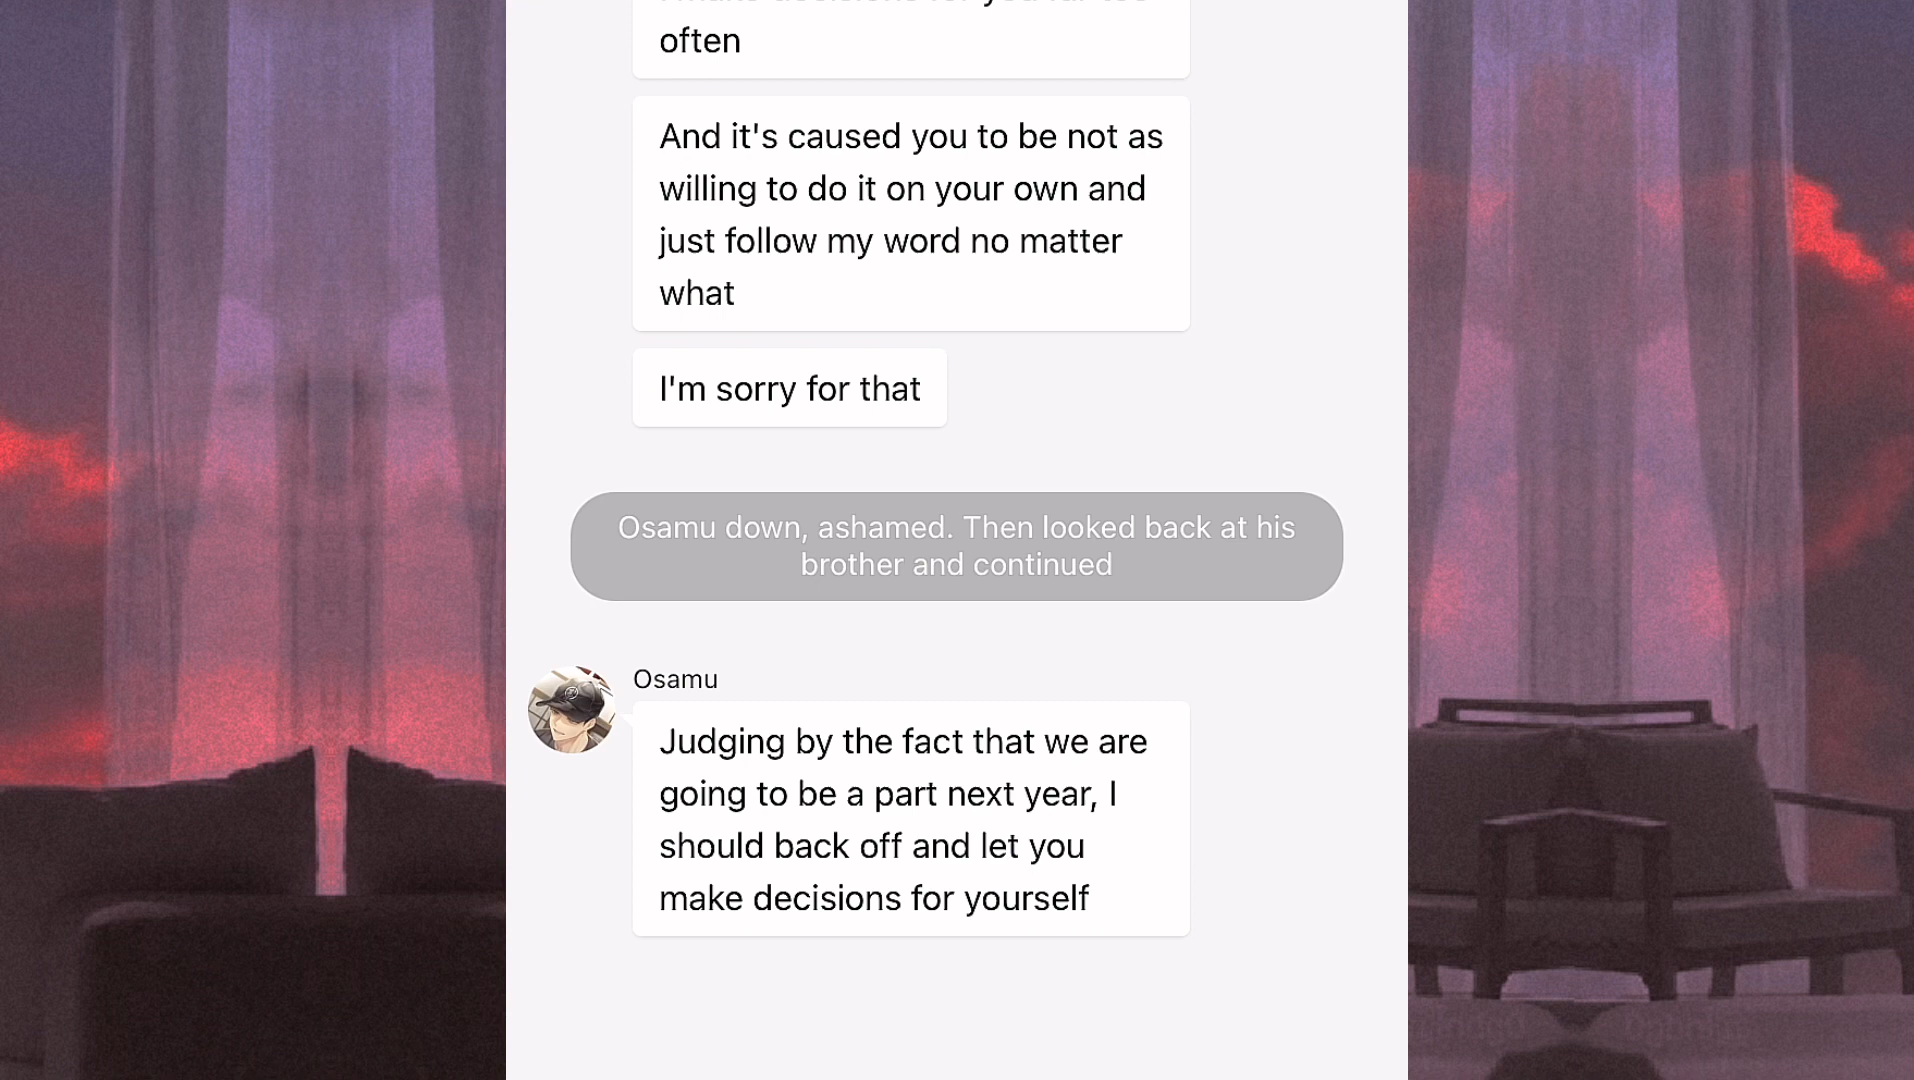 often
And it's caused you to be not as
willing to do it on your own and
just follow my word no matter
what
I'm sorry for that
Osamu down, ashamed. Then looked back at his
brother and continued
Osamu
Judging by the fact that we are
going to be a part next year, I
should back off and let you
make decisions for yourself